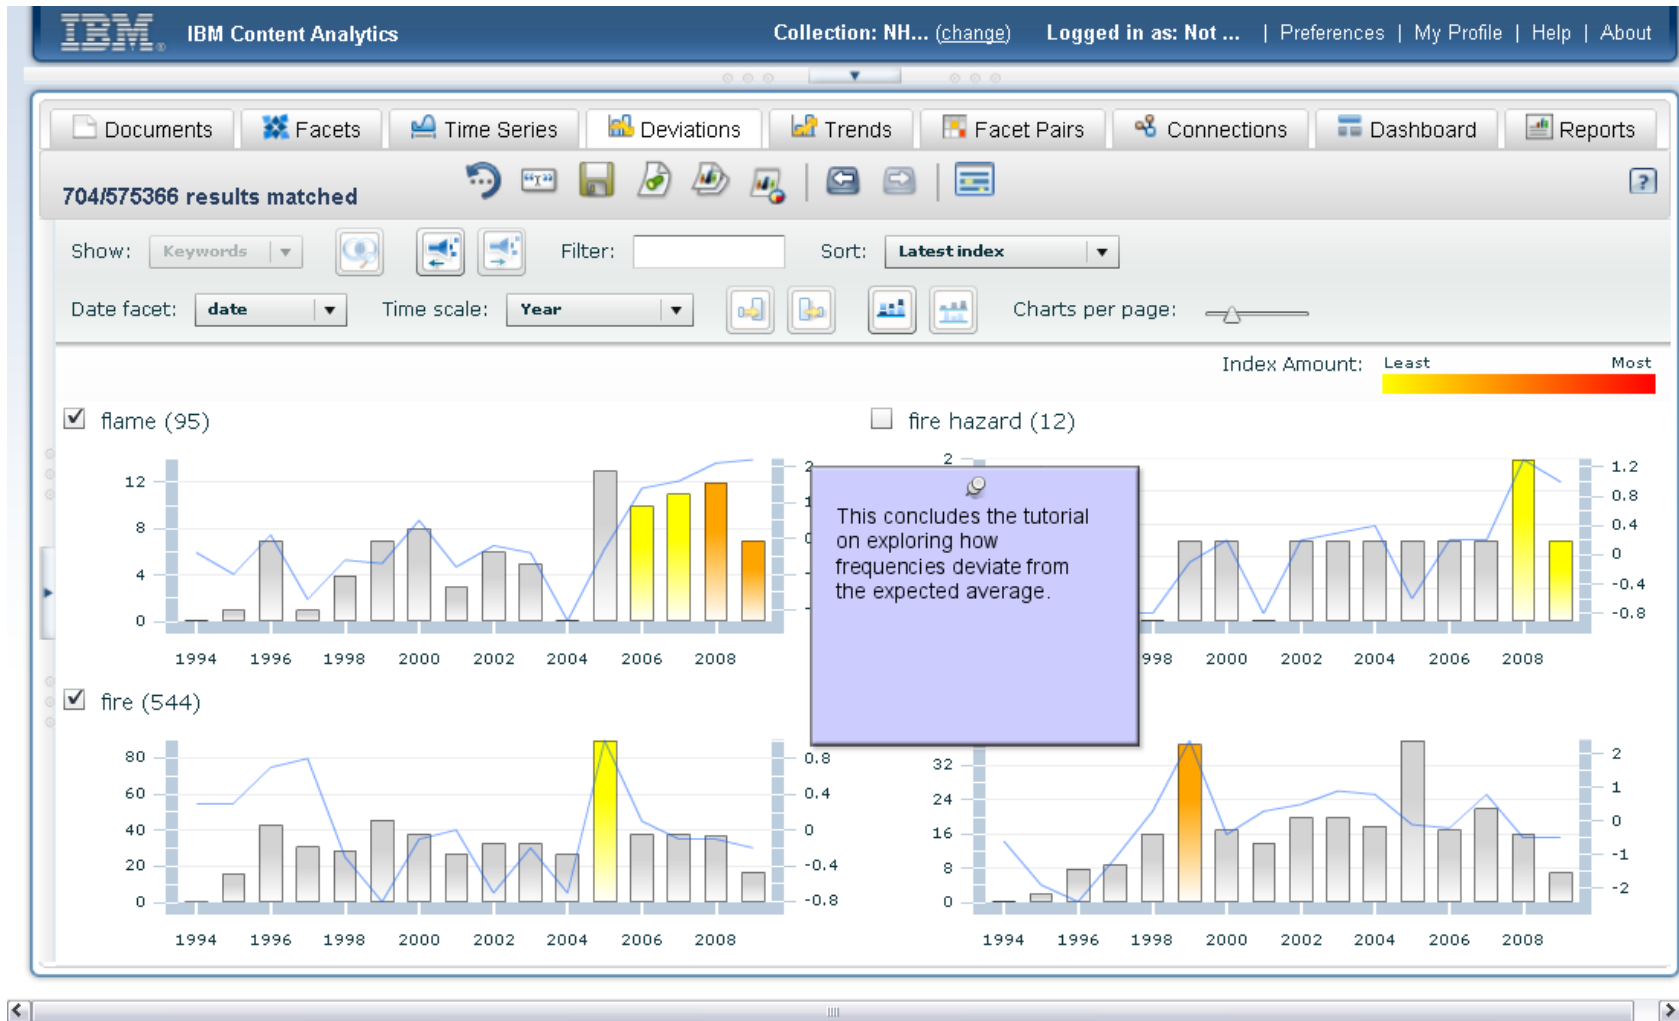 IBM® IBM Content Analytics Collection: NH... (change) Logged in as: Not ... | Preferences | My Profile | Help | About
Documents Facets Time Series Deviations Trends Facet Pairs Connections Dashboard Reports
704/575366 results matched
Show: Keywords Filter: Sort: Latest index
Date facet: date Time scale: Year Charts per page:
Index Amount: Least Most
flame (95)
12
8
4
0
1994 1996 1998 2000 2002 2004 2006 2008
fire hazard (12)
2
1.2
0.8
0.4
0
-0.4
-0.8
998 2000 2002 2004 2006 2008
This concludes the tutorial
on exploring how
frequencies deviate from
the expected average.
fire (544)
80
60
40
20
0
0.8
0.4
0
-0.4
-0.8
1994 1996 1998 2000 2002 2004 2006 2008
32
24
16
8
0
2
1
0
-1
-2
1994 1996 1998 2000 2002 2004 2006 2008